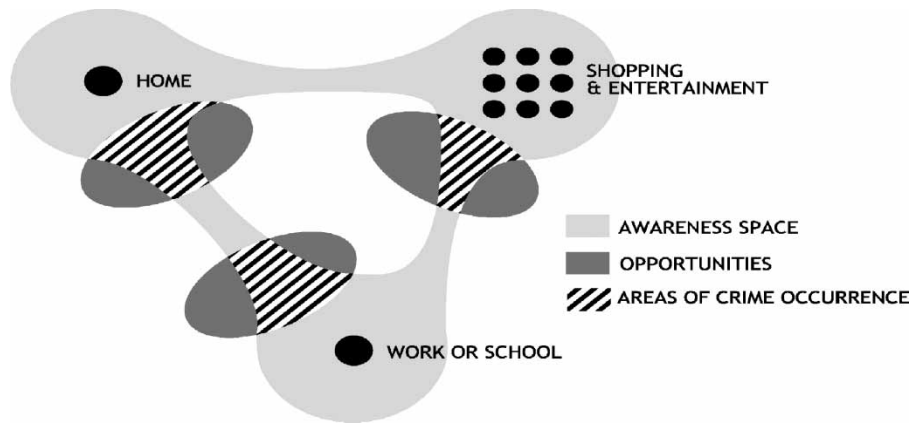 HOME
SHOPPING
& ENTERTAINMENT
AWARENESS SPACE
OPPORTUNITIES
AREAS OF CRIME OCCURRENCE
WORK OR SCHOOL